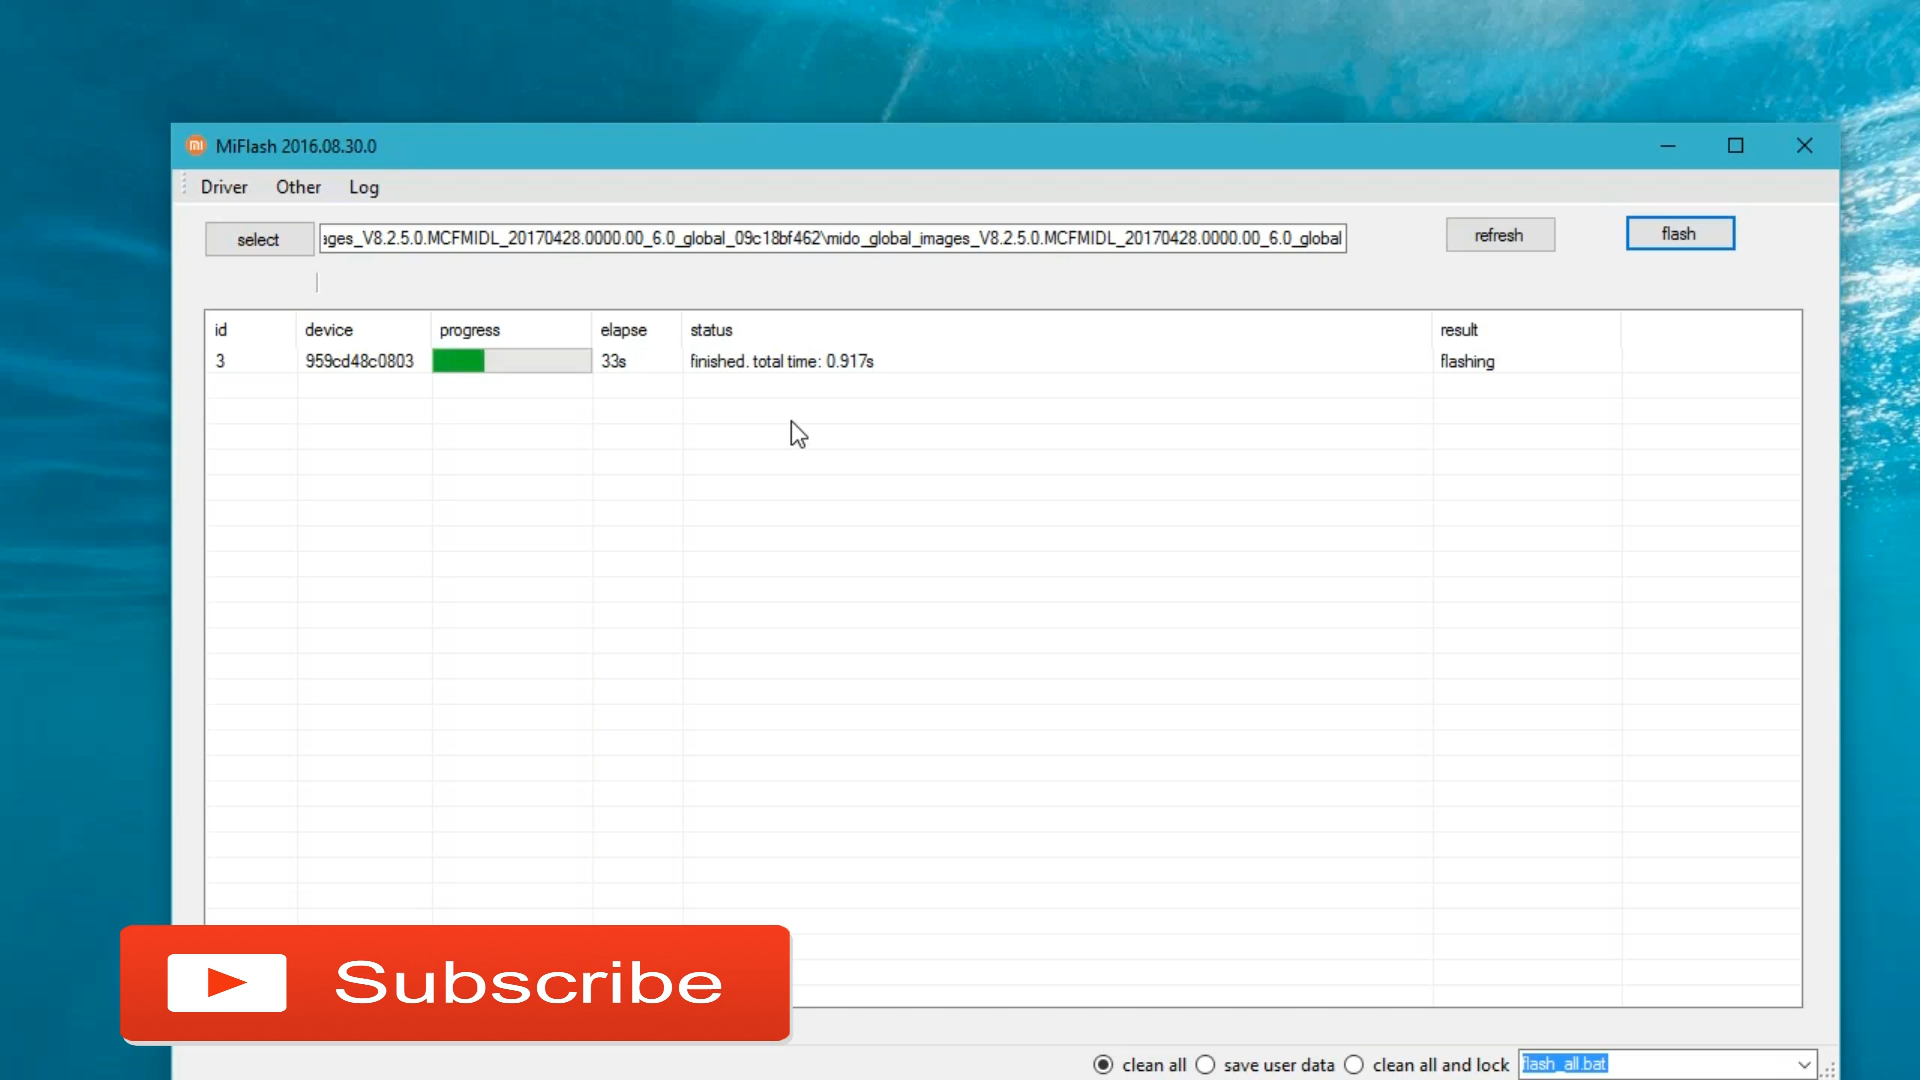 MiFlash 2016.08.30.0
Driver Other Log
select ages_V8.2.5.0.MCFMIDL_20170428.0000.00_6.0_global_09c18bf462\mido_global_images_V8.2.5.0.MCFMIDL_20170428.0000.00_6.0_global refresh flash
id device progress elapse status result
3 959cd48c0803 33s finished. total time: 0.917s flashing
Subscribe
clean all save user data clean all and lock flash_all.bat